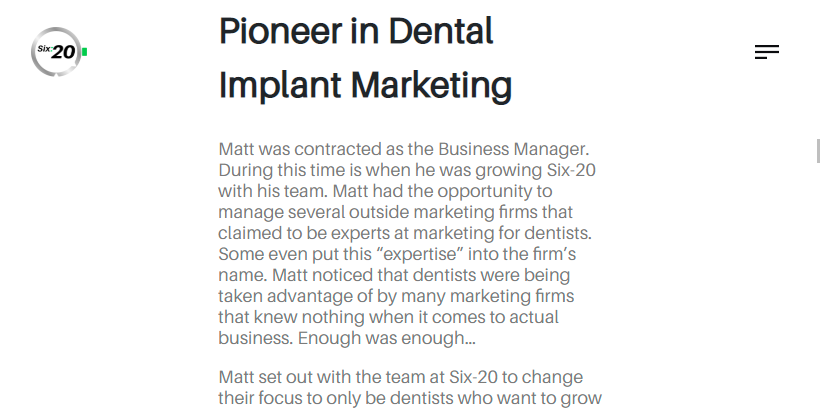 Six:20
Pioneer in Dental
Implant Marketing
Matt was contracted as the Business Manager.
During this time is when he was growing Six-20
with his team. Matt had the opportunity to
manage several outside marketing firms that
claimed to be experts at marketing for dentists.
Some even put this “expertise” into the firm’s
name. Matt noticed that dentists were being
taken advantage of by many marketing firms
that knew nothing when it comes to actual
business. Enough was enough…
Matt set out with the team at Six-20 to change
their focus to only be dentists who want to grow